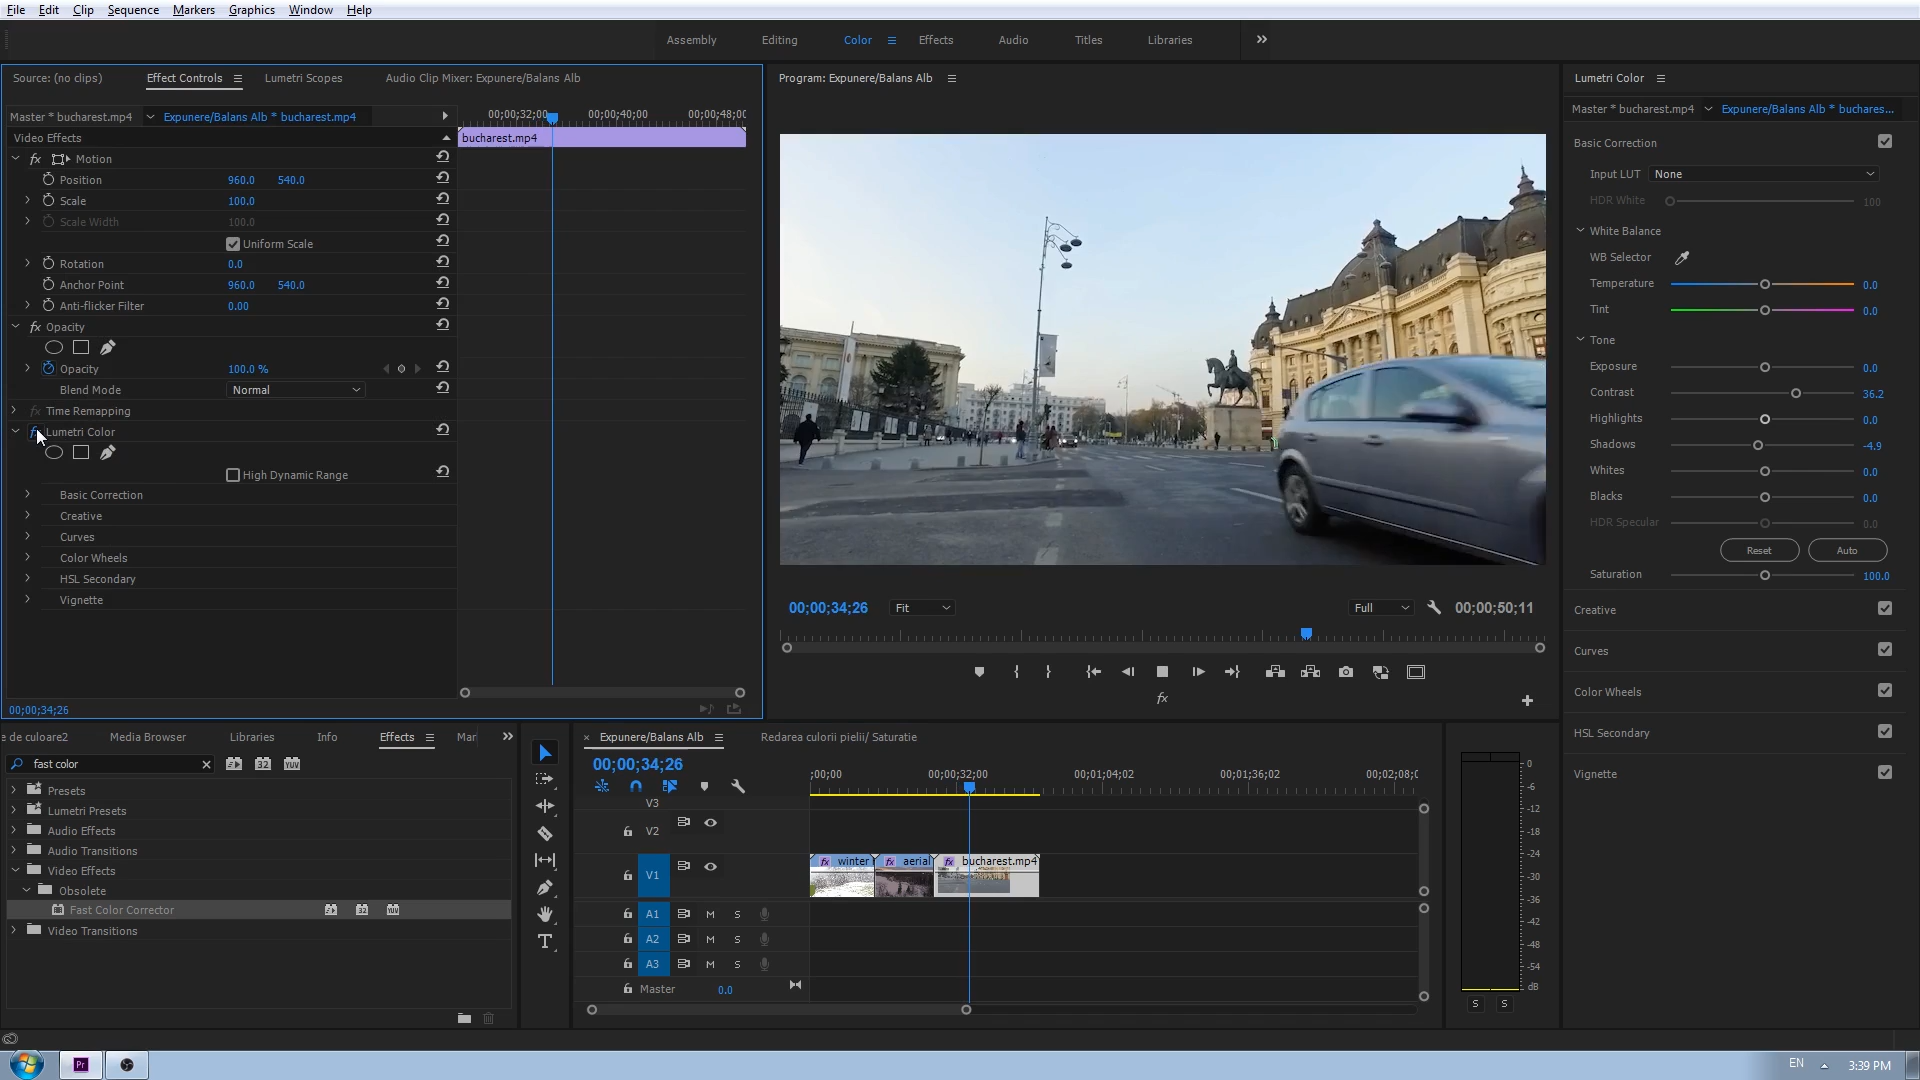 File Edit Clip Sequence Markers Graphics Window Help
Assembly Editing Color Effects Audio Titles Libraries
Source: (no clips) Effect Controls Lumetri Scopes Audio Clip Mixer: Expunere/Balans Alb
Program: Expunere/Balans Alb
Lumetri Color
Master * bucharest.mp4 Expunere/Balans Alb * bucharest.mp4
00;00;32;00 00;00;40;00 00;00;48;00
Video Effects
bucharest.mp4
fx Motion
Position 960.0 540.0
Scale 100.0
Scale Width 100.0
Uniform Scale
Rotation 0.0
Anchor Point 960.0 540.0
Anti-flicker Filter 0.00
fx Opacity
Opacity 100.0 %
Blend Mode Normal
fx Time Remapping
Lumetri Color
High Dynamic Range
Basic Correction
Creative
Curves
Color Wheels
HSL Secondary
Vignette
00;00;34;26
00;00;34;26 Fit Full 00;00;50;11
fx
Master * bucharest.mp4 Expunere/Balans Alb * buchares...
Basic Correction
Input LUT None
HDR White 100
White Balance
WB Selector
Temperature 0.0
Tint 0.0
Tone
Exposure 0.0
Contrast 36.2
Highlights 0.0
Shadows -4.9
Whites 0.0
Blacks 0.0
HDR Specular 0.0
Reset Auto
Saturation 100.0
Creative
Curves
Color Wheels
HSL Secondary
Vignette
e de culoare2 Media Browser Libraries Info Effects Mar
fast color 32 YUV
Presets
Lumetri Presets
Audio Effects
Audio Transitions
Video Effects
Obsolete
Fast Color Corrector 32 YUV
Video Transitions
× Expunere/Balans Alb Redarea culorii pielii/ Saturatie
00;00;34;26
;00;00 00;00;32;00 00;01;04;02 00;01;36;02 00;02;08;0
V3
V2
V1 fx winter fx aerial fx bucharest.mp4
A1 M S
A2 M S
A3 M S
Master 0.0
T
0
-6
-12
-18
-24
-30
-36
-42
-48
-54
dB
S S
Pr
EN 3:39 PM